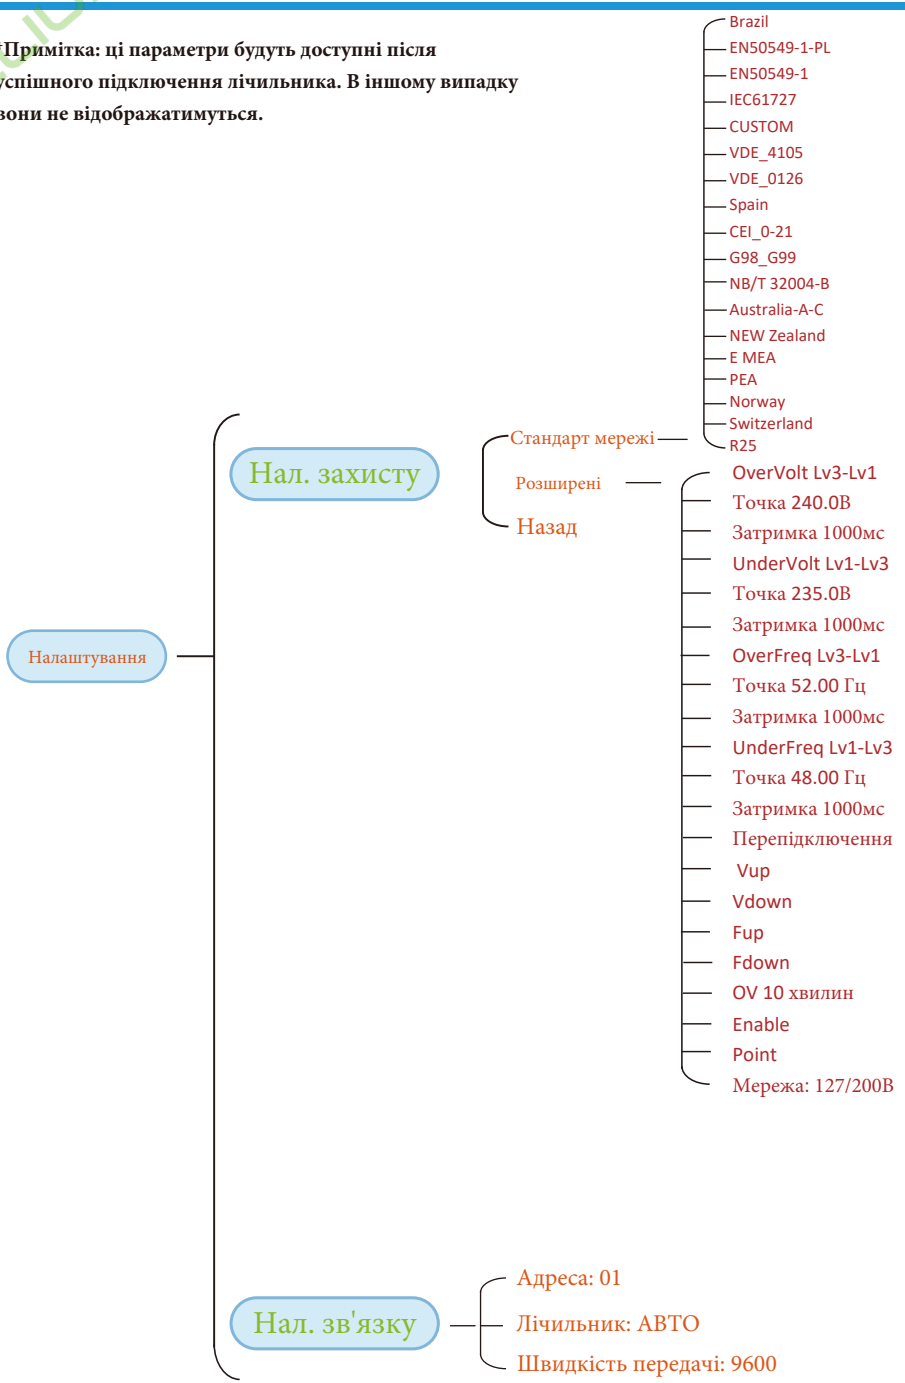 *Примітка: ці параметри будуть доступні після
успішного підключення лічильника. В іншому випадку
вони не відображатимуться.
Налаштування
Нал. захисту
Стандарт мережі
Brazil
EN50549-1-PL
EN50549-1
IEC61727
CUSTOM
VDE_4105
VDE_0126
Spain
CEI_0-21
G98_G99
NB/T 32004-B
Australia-A-C
NEW Zealand
E MEA
PEA
Norway
Switzerland
R25
Розширені
OverVolt Lv3-Lv1
Точка 240.0В
Затримка 1000мс
UnderVolt Lv1-Lv3
Точка 235.0В
Затримка 1000мс
OverFreq Lv3-Lv1
Точка 52.00 Гц
Затримка 1000мс
UnderFreq Lv1-Lv3
Точка 48.00 Гц
Затримка 1000мс
Перепідключення
Vup
Vdown
Fup
Fdown
OV 10 хвилин
Enable
Point
Мережа: 127/200В
Назад
Нал. зв'язку
Адреса: 01
Лічильник: АВТО
Швидкість передачі: 9600